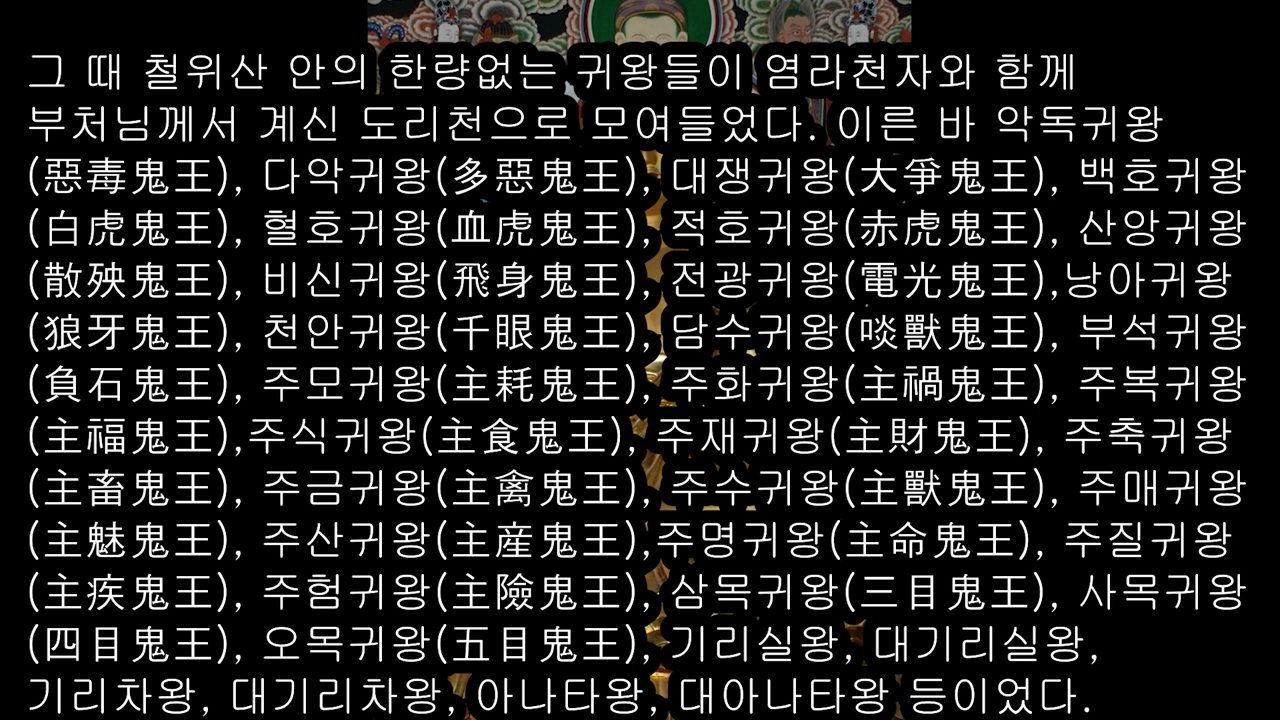 그 때 철위산 안의 한량없는 귀왕들이 염라천자와 함께
부처님께서 계신 도리천으로 모여들었다. 이른 바 악독귀왕
(惡毒鬼王), 다악귀왕(多惡鬼王), 대쟁귀왕(大爭鬼王), 백호귀왕
(白虎鬼王), 혈호귀왕(血虎鬼王), 적호귀왕(赤虎鬼王), 산앙귀왕
(散殃鬼王), 비신귀왕(飛身鬼王), 전광귀왕(電光鬼王),낭아귀왕
(狼牙鬼王), 천안귀왕(千眼鬼王), 담수귀왕(啖獸鬼王), 부석귀왕
(負石鬼王), 주모귀왕(主耗鬼王), 주화귀왕(主禍鬼王), 주복귀왕
(主福鬼王),주식귀왕(主食鬼王), 주재귀왕(主財鬼王), 주축귀왕
(主畜鬼王), 주금귀왕(主禽鬼王), 주수귀왕(主獸鬼王), 주매귀왕
(主魅鬼王), 주산귀왕(主産鬼王),주명귀왕(主命鬼王), 주질귀왕
(主疾鬼王), 주험귀왕(主險鬼王), 삼목귀왕(三目鬼王), 사목귀왕
(四目鬼王), 오목귀왕(五目鬼王), 기리실왕, 대기리실왕,
기리차왕, 대기리차왕, 아나타왕, 대아나타왕 등이었다.